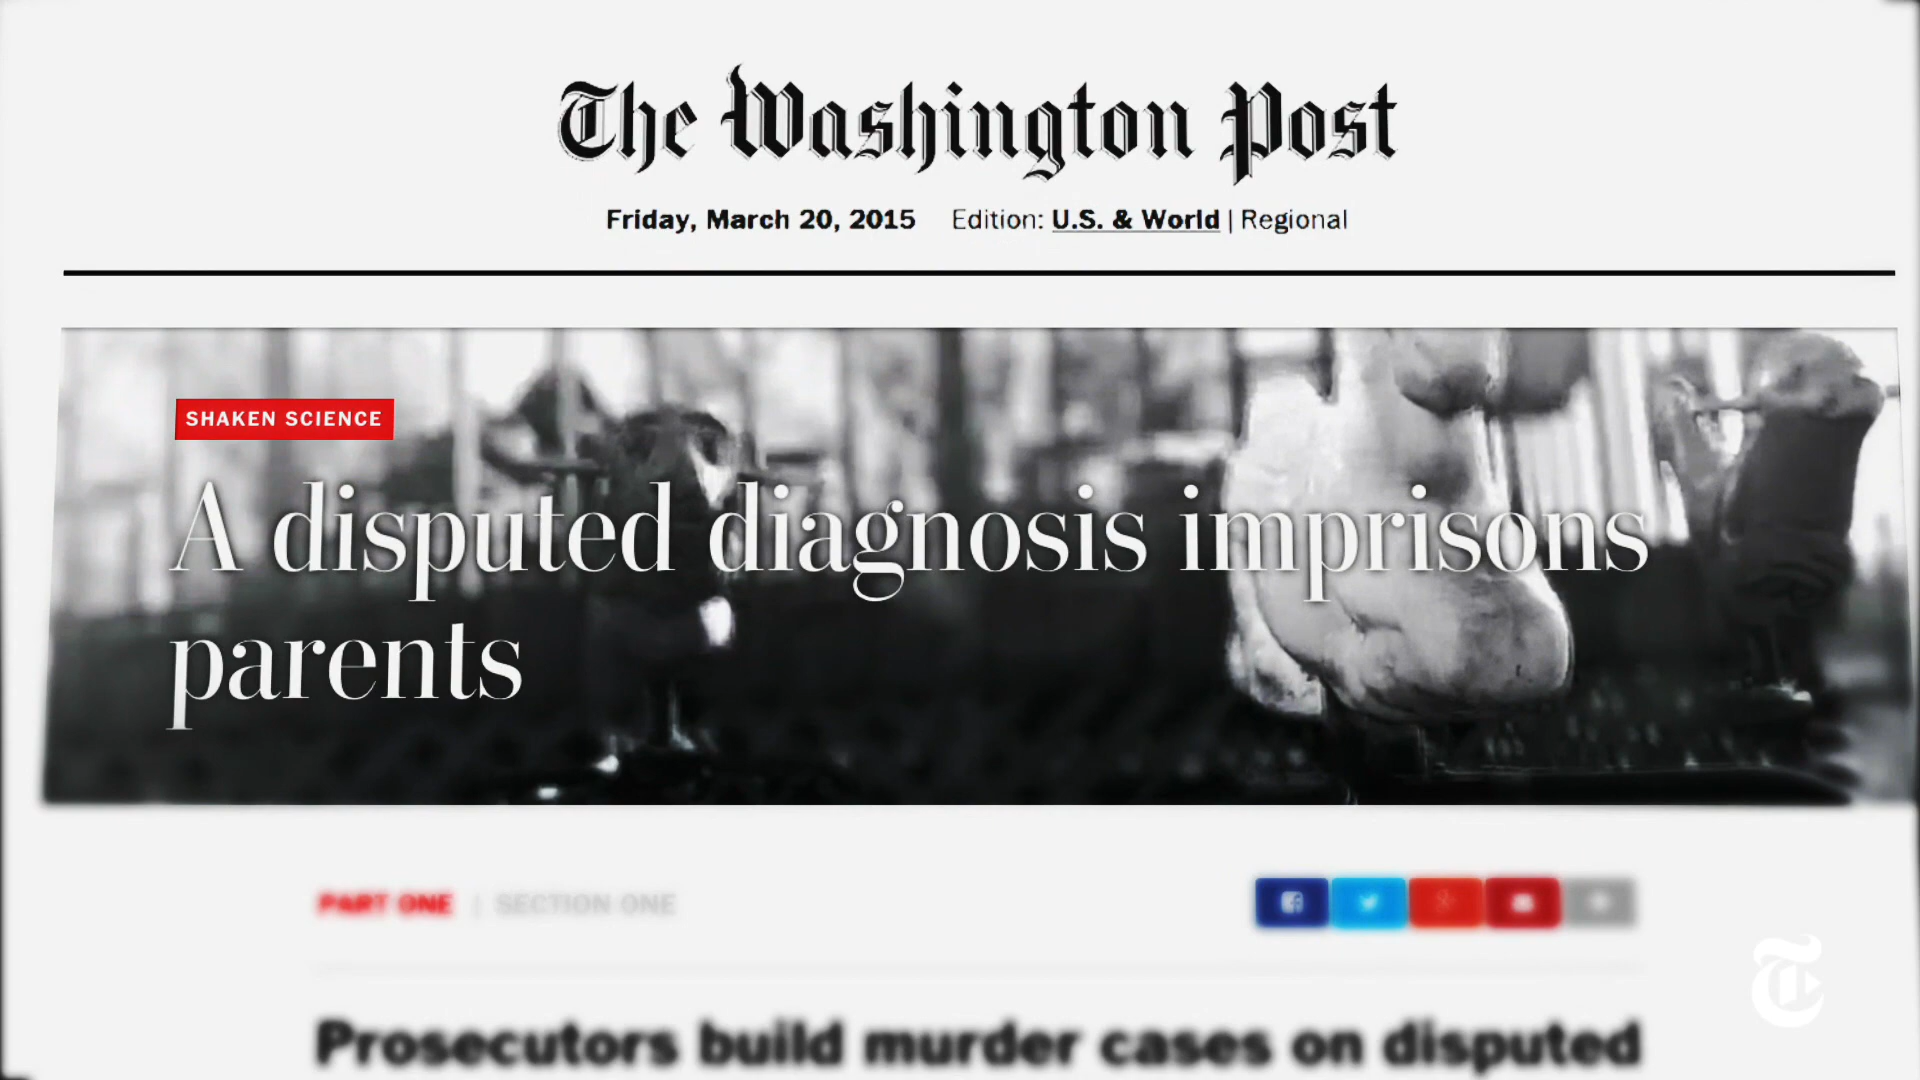 The Washington Post
Friday, March 20, 2015 Edition: U.S. & World | Regional
SHAKEN SCIENCE
A disputed diagnosis imprisons
parents
PART ONE | SECTION ONE
Prosecutors build murder cases on disputed